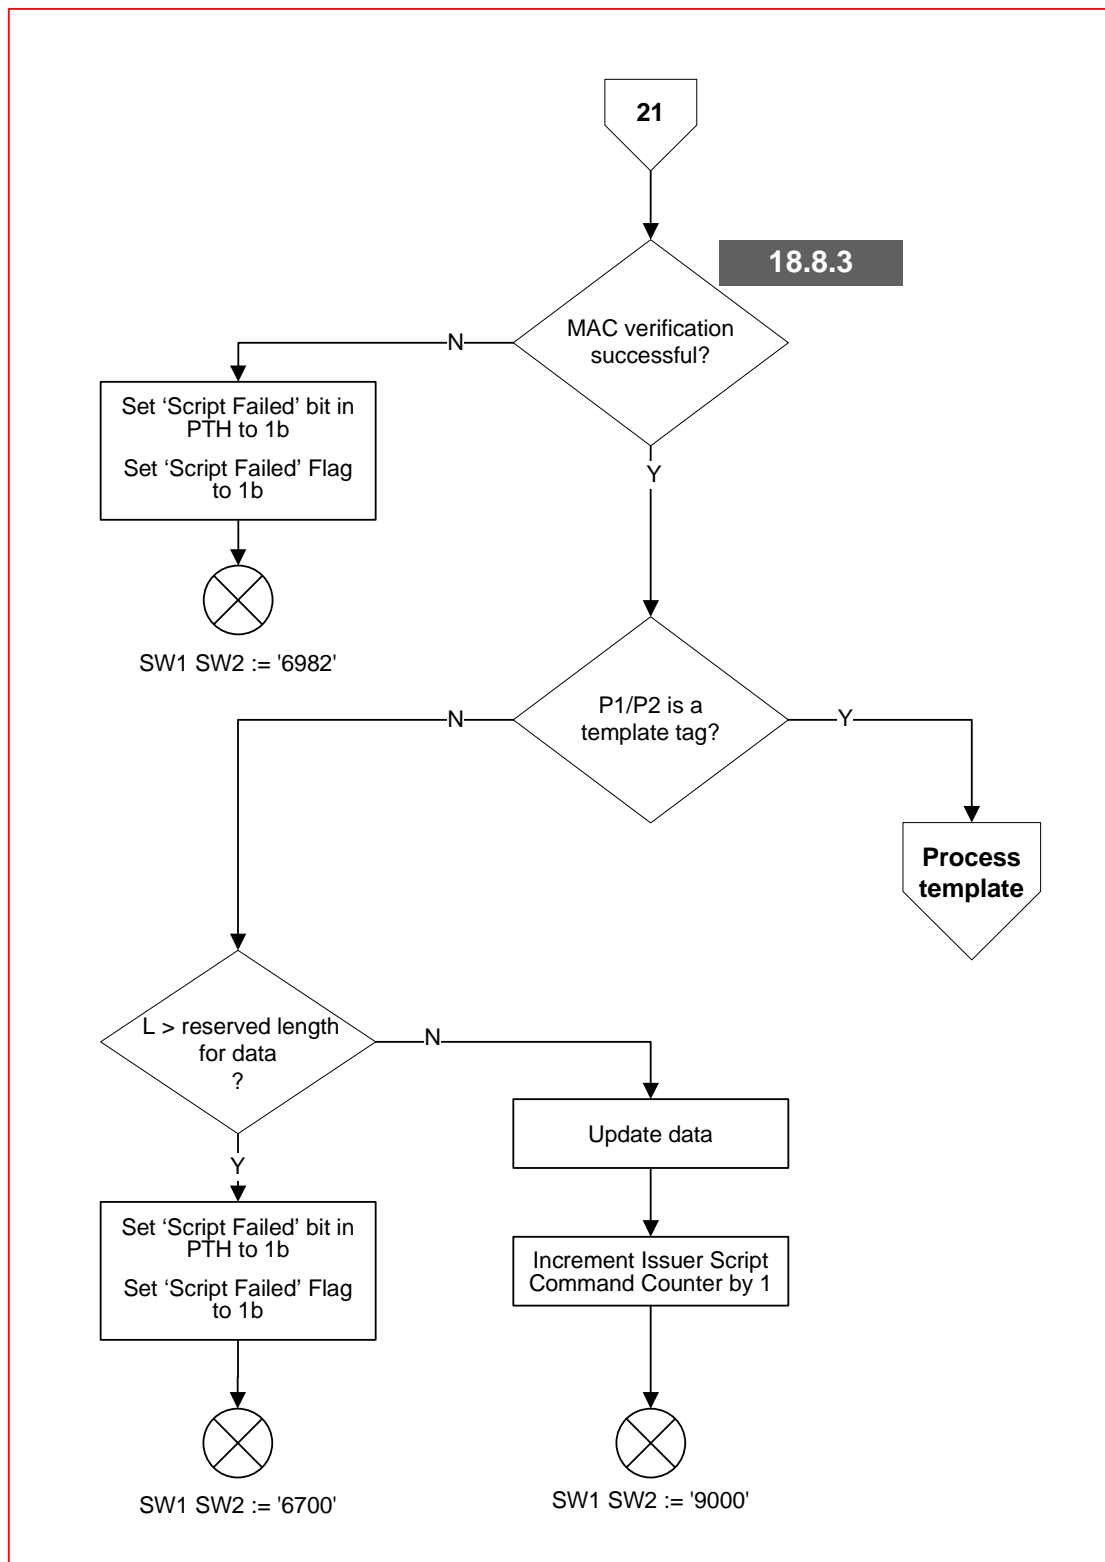 21
18.8.3
MAC verification
successful?
N
Set ‘Script Failed’ bit in
PTH to 1b
Set ‘Script Failed’ Flag
to 1b
Y
SW1 SW2 := '6982'
P1/P2 is a
template tag?
N
Y
Process
template
L > reserved length
for data
?
N
Y
Update data
Set ‘Script Failed’ bit in
PTH to 1b
Set ‘Script Failed’ Flag
to 1b
Increment Issuer Script
Command Counter by 1
SW1 SW2 := '6700'
SW1 SW2 := '9000'